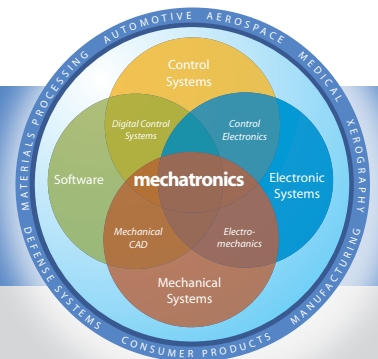 MATERIALS PROCESSING AUTOMOTIVE AEROSPACE MEDICAL XEROGRAPHY
Control
Systems
Digital Control
Systems
Control
Electronics
Software
mechatronics
Electronic
Systems
Mechanical
CAD
Electro-
mechanics
Mechanical
Systems
DEFENSE SYSTEMS CONSUMER PRODUCTS MANUFACTURING